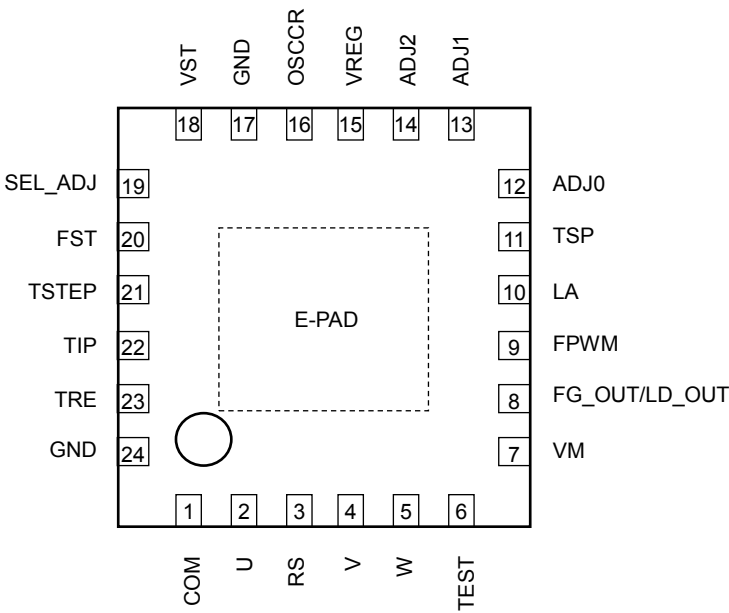 VST
GND
OSCCR
VREG
ADJ2
ADJ1
18
17
16
15
14
13
SEL_ADJ
19
12
ADJ0
FST
20
11
TSP
TSTEP
21
10
LA
E-PAD
TIP
22
9
FPWM
TRE
23
8
FG_OUT/LD_OUT
GND
24
7
VM
1
2
3
4
5
6
COM
U
RS
V
W
TEST